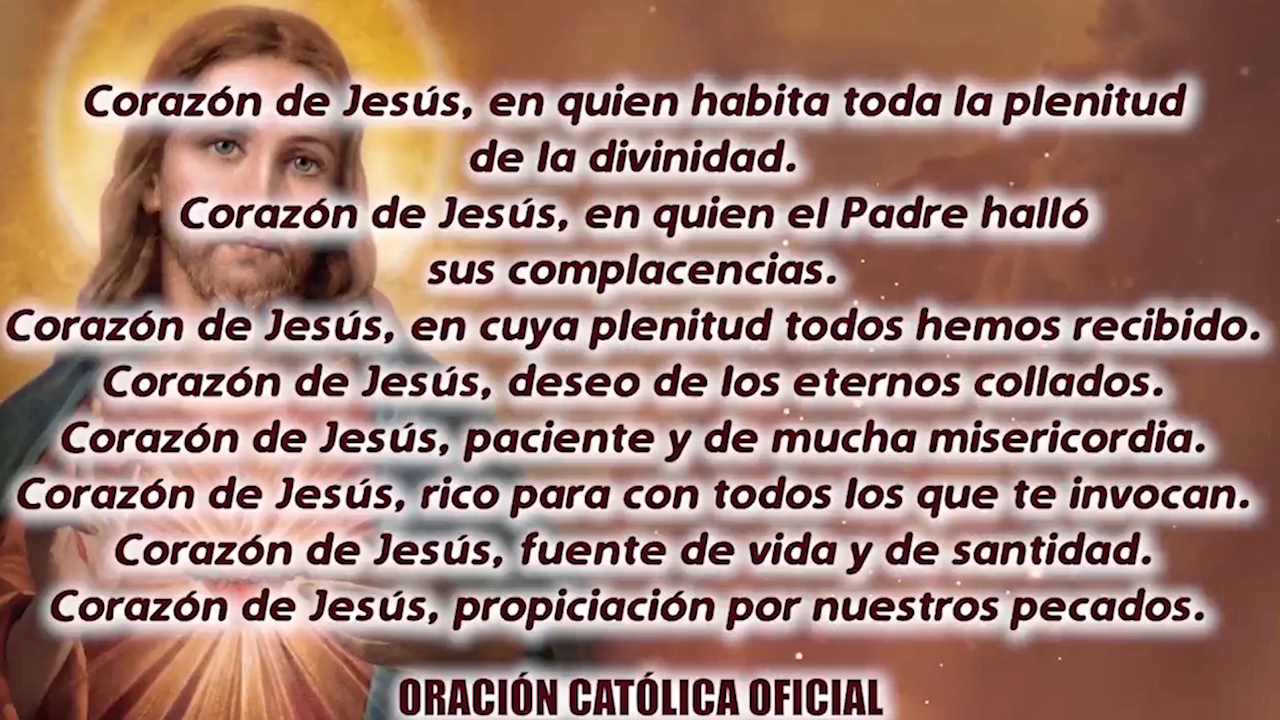 Corazón de Jesús, en quien habita toda la plenitud
de la divinidad.
Corazón de Jesús, en quien el Padre halló
sus complacencias.
Corazón de Jesús, en cuya plenitud todos hemos recibido.
Corazón de Jesús, deseo de los eternos collados.
Corazón de Jesús, paciente y de mucha misericordia.
Corazón de Jesús, rico para con todos los que te invocan.
Corazón de Jesús, fuente de vida y de santidad.
Corazón de Jesús, propiciación por nuestros pecados.
ORACIÓN CATÓLICA OFICIAL